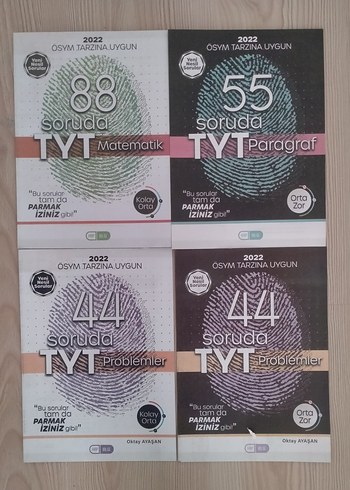 2022
ÖSYM TARZINA UYGUN
Yeni Nesil Sorular
88
soruda
TYT Matematik
"Bu sorular
tam da
PARMAK
İZİNİZ gibi!"
Kolay
Orta
2022
ÖSYM TARZINA UYGUN
Yeni Nesil Sorular
55
soruda
TYT Paragraf
"Bu sorular
tam da
PARMAK
İZİNİZ gibi!"
Orta
Zor
2022
ÖSYM TARZINA UYGUN
Yeni Nesil Sorular
44
soruda
TYT Problemler
"Bu sorular
tam da
PARMAK
İZİNİZ gibi!"
Kolay
Orta
Oktay AYAŞAN
2022
ÖSYM TARZINA UYGUN
Yeni Nesil Sorular
44
soruda
TYT Problemler
"Bu sorular
tam da
PARMAK
İZİNİZ gibi!"
Orta
Zor
Oktay AYAŞAN